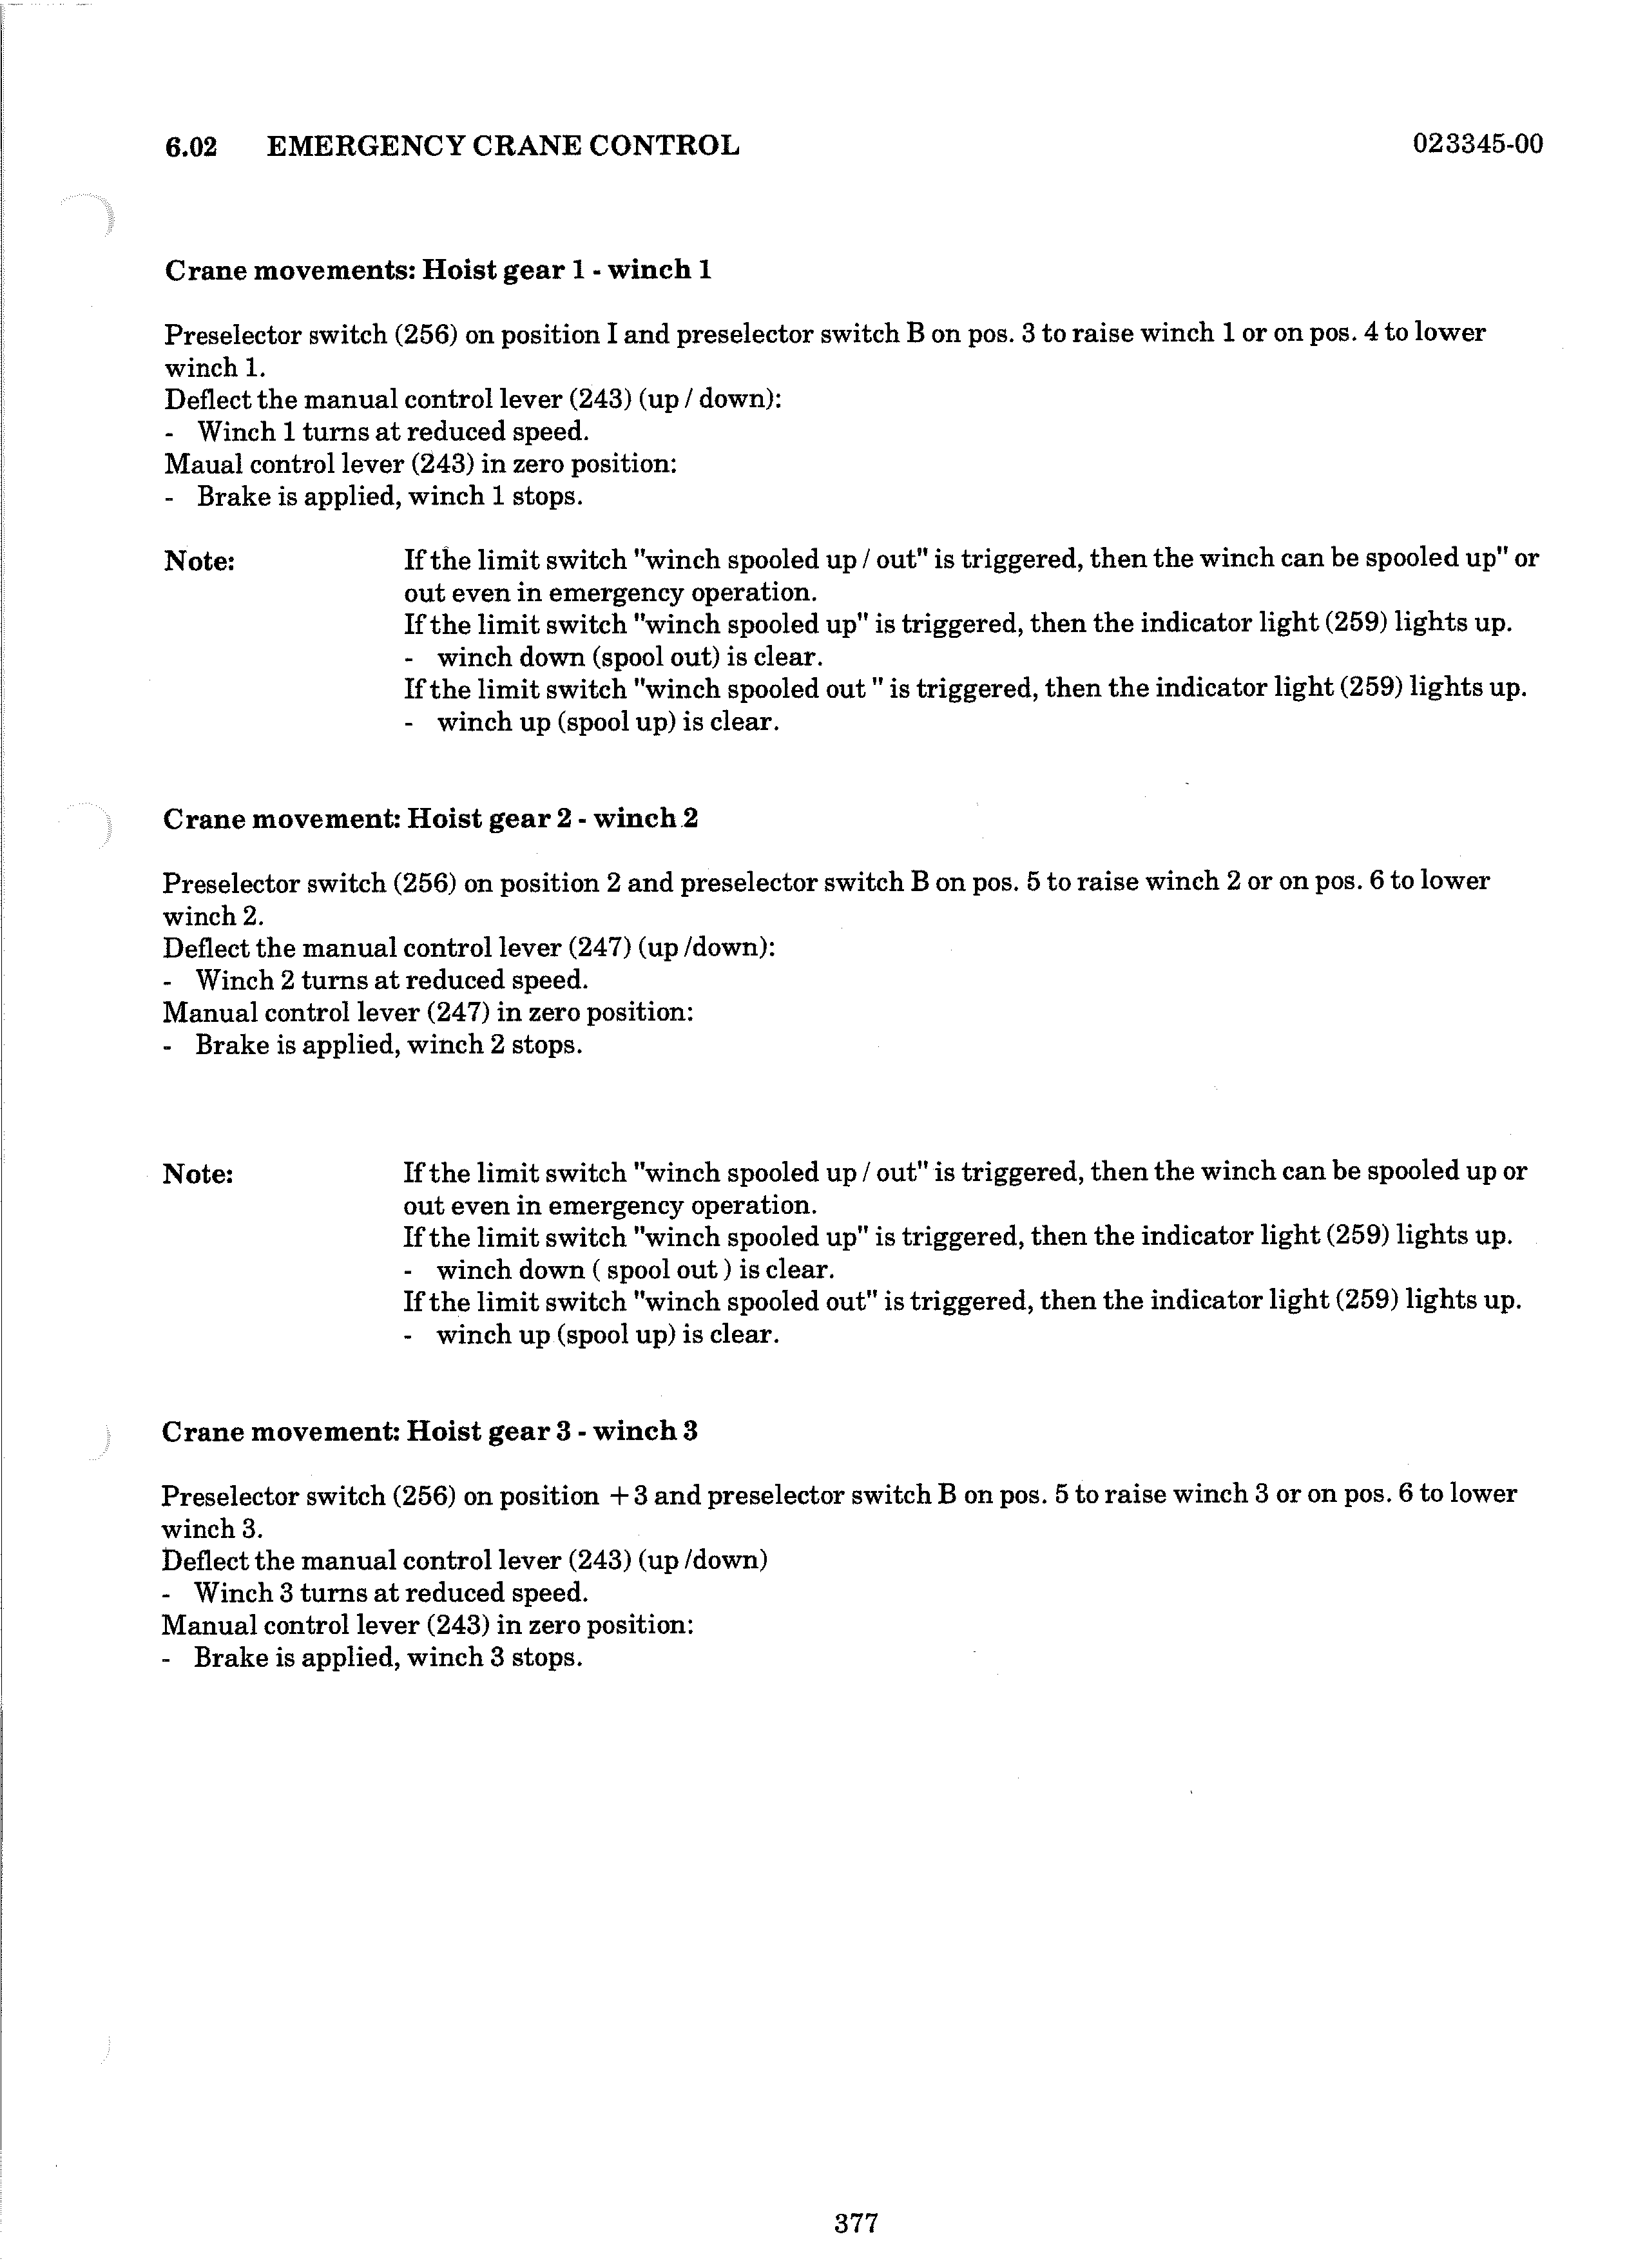 6.02 EMERGENCY CRANE CONTROL 023345-00
Crane movements: Hoist gear 1 - winch 1
Preselector switch (256) on position I and preselector switch B on pos. 3 to raise winch 1 or on pos. 4 to lower
winch 1.
Deflect the manual control lever (243) (up / down):
- Winch 1 turns at reduced speed.
Maual control lever (243) in zero position:
- Brake is applied, winch 1 stops.
Note: If the limit switch "winch spooled up / out" is triggered, then the winch can be spooled up" or
out even in emergency operation.
If the limit switch "winch spooled up" is triggered, then the indicator light (259) lights up.
- winch down (spool out) is clear.
If the limit switch "winch spooled out " is triggered, then the indicator light (259) lights up.
- winch up (spool up) is clear.
Crane movement: Hoist gear 2 - winch 2
Preselector switch (256) on position 2 and preselector switch B on pos. 5 to raise winch 2 or on pos. 6 to lower
winch 2.
Deflect the manual control lever (247) (up /down):
- Winch 2 turns at reduced speed.
Manual control lever (247) in zero position:
- Brake is applied, winch 2 stops.
Note: If the limit switch "winch spooled up / out" is triggered, then the winch can be spooled up or
out even in emergency operation.
If the limit switch "winch spooled up" is triggered, then the indicator light (259) lights up.
- winch down ( spool out ) is clear.
If the limit switch "winch spooled out" is triggered, then the indicator light (259) lights up.
- winch up (spool up) is clear.
Crane movement: Hoist gear 3 - winch 3
Preselector switch (256) on position +3 and preselector switch B on pos. 5 to raise winch 3 or on pos. 6 to lower
winch 3.
Deflect the manual control lever (243) (up /down)
- Winch 3 turns at reduced speed.
Manual control lever (243) in zero position:
- Brake is applied, winch 3 stops.
377